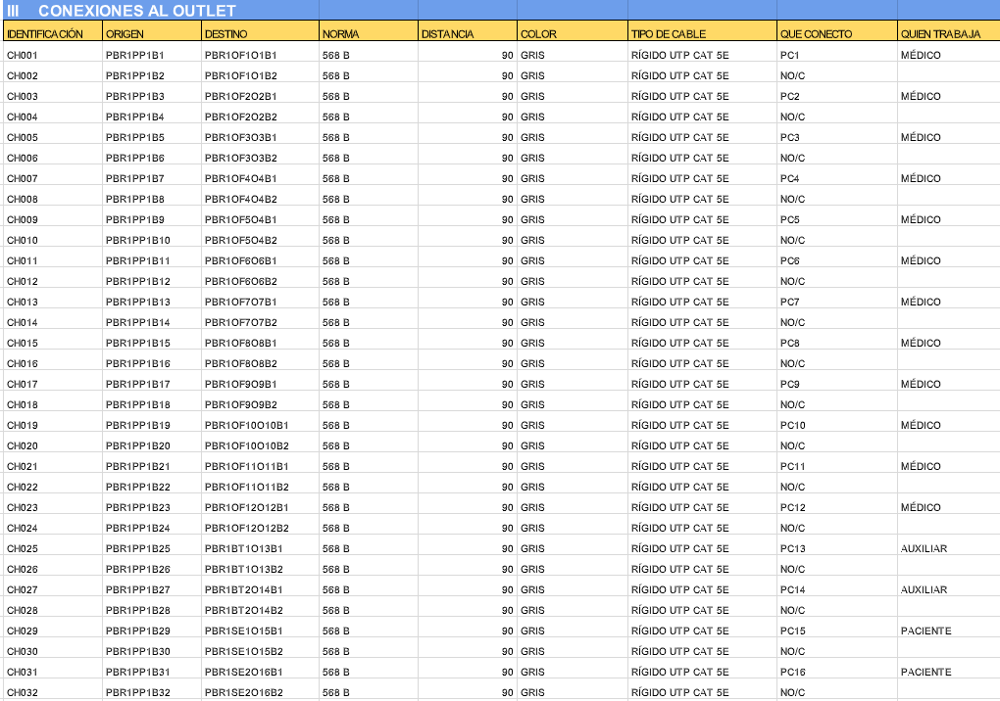 III CONEXIONES AL OUTLET
IDENTIFICACIÓN ORIGEN DESTINO NORMA DISTANCIA COLOR TIPO DE CABLE QUE CONECTO QUIEN TRABAJA
CH001 PBR1PP1B1 PBR1OF1O1B1 568 B 90 GRIS RÍGIDO UTP CAT 5E PC1 MÉDICO
CH002 PBR1PP1B2 PBR1OF1O1B2 568 B 90 GRIS RÍGIDO UTP CAT 5E NO/C
CH003 PBR1PP1B3 PBR1OF2O2B1 568 B 90 GRIS RÍGIDO UTP CAT 5E PC2 MÉDICO
CH004 PBR1PP1B4 PBR1OF2O2B2 568 B 90 GRIS RÍGIDO UTP CAT 5E NO/C
CH005 PBR1PP1B5 PBR1OF3O3B1 568 B 90 GRIS RÍGIDO UTP CAT 5E PC3 MÉDICO
CH006 PBR1PP1B6 PBR1OF3O3B2 568 B 90 GRIS RÍGIDO UTP CAT 5E NO/C
CH007 PBR1PP1B7 PBR1OF4O4B1 568 B 90 GRIS RÍGIDO UTP CAT 5E PC4 MÉDICO
CH008 PBR1PP1B8 PBR1OF4O4B2 568 B 90 GRIS RÍGIDO UTP CAT 5E NO/C
CH009 PBR1PP1B9 PBR1OF5O4B1 568 B 90 GRIS RÍGIDO UTP CAT 5E PC5 MÉDICO
CH010 PBR1PP1B10 PBR1OF5O4B2 568 B 90 GRIS RÍGIDO UTP CAT 5E NO/C
CH011 PBR1PP1B11 PBR1OF6O6B1 568 B 90 GRIS RÍGIDO UTP CAT 5E PC6 MÉDICO
CH012 PBR1PP1B12 PBR1OF6O6B2 568 B 90 GRIS RÍGIDO UTP CAT 5E NO/C
CH013 PBR1PP1B13 PBR1OF7O7B1 568 B 90 GRIS RÍGIDO UTP CAT 5E PC7 MÉDICO
CH014 PBR1PP1B14 PBR1OF7O7B2 568 B 90 GRIS RÍGIDO UTP CAT 5E NO/C
CH015 PBR1PP1B15 PBR1OF8O8B1 568 B 90 GRIS RÍGIDO UTP CAT 5E PC8 MÉDICO
CH016 PBR1PP1B16 PBR1OF8O8B2 568 B 90 GRIS RÍGIDO UTP CAT 5E NO/C
CH017 PBR1PP1B17 PBR1OF9O9B1 568 B 90 GRIS RÍGIDO UTP CAT 5E PC9 MÉDICO
CH018 PBR1PP1B18 PBR1OF9O9B2 568 B 90 GRIS RÍGIDO UTP CAT 5E NO/C
CH019 PBR1PP1B19 PBR1OF10O10B1 568 B 90 GRIS RÍGIDO UTP CAT 5E PC10 MÉDICO
CH020 PBR1PP1B20 PBR1OF10O10B2 568 B 90 GRIS RÍGIDO UTP CAT 5E NO/C
CH021 PBR1PP1B21 PBR1OF11O11B1 568 B 90 GRIS RÍGIDO UTP CAT 5E PC11 MÉDICO
CH022 PBR1PP1B22 PBR1OF11O11B2 568 B 90 GRIS RÍGIDO UTP CAT 5E NO/C
CH023 PBR1PP1B23 PBR1OF12O12B1 568 B 90 GRIS RÍGIDO UTP CAT 5E PC12 MÉDICO
CH024 PBR1PP1B24 PBR1OF12O12B2 568 B 90 GRIS RÍGIDO UTP CAT 5E NO/C
CH025 PBR1PP1B25 PBR1BT1O13B1 568 B 90 GRIS RÍGIDO UTP CAT 5E PC13 AUXILIAR
CH026 PBR1PP1B26 PBR1BT1O13B2 568 B 90 GRIS RÍGIDO UTP CAT 5E NO/C
CH027 PBR1PP1B27 PBR1BT2O14B1 568 B 90 GRIS RÍGIDO UTP CAT 5E PC14 AUXILIAR
CH028 PBR1PP1B28 PBR1BT2O14B2 568 B 90 GRIS RÍGIDO UTP CAT 5E NO/C
CH029 PBR1PP1B29 PBR1SE1O15B1 568 B 90 GRIS RÍGIDO UTP CAT 5E PC15 PACIENTE
CH030 PBR1PP1B30 PBR1SE1O15B2 568 B 90 GRIS RÍGIDO UTP CAT 5E NO/C
CH031 PBR1PP1B31 PBR1SE2O16B1 568 B 90 GRIS RÍGIDO UTP CAT 5E PC16 PACIENTE
CH032 PBR1PP1B32 PBR1SE2O16B2 568 B 90 GRIS RÍGIDO UTP CAT 5E NO/C